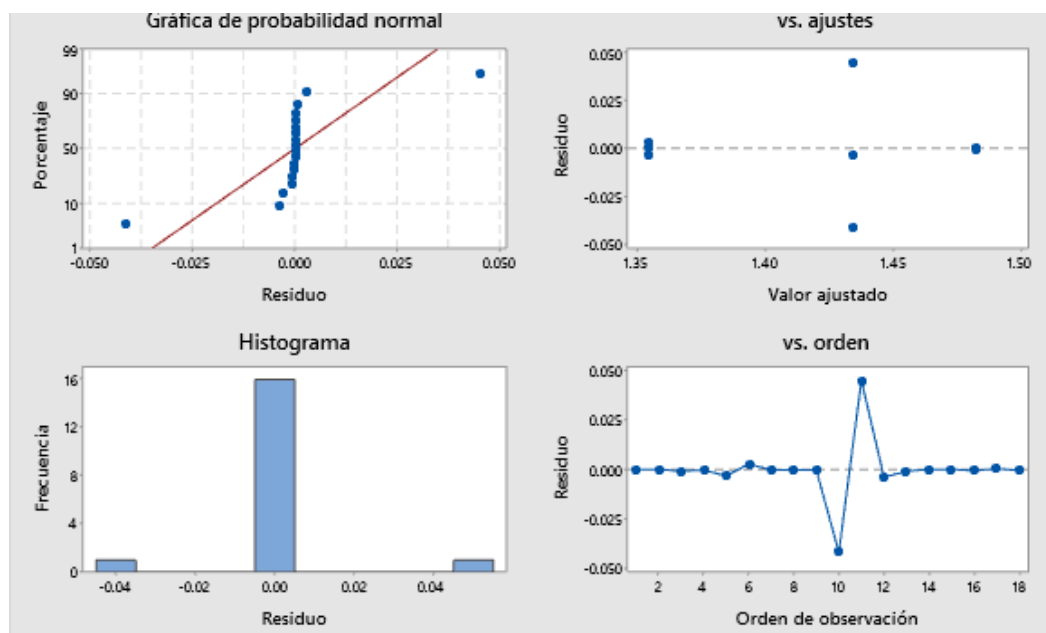 Gráfica de probabilidad normal
99
90
50
10
1
Porcentaje
-0.050 -0.025 0.000 0.025 0.050
Residuo
vs. ajustes
0.050
0.025
0.000
-0.025
-0.050
Residuo
1.35 1.40 1.45 1.50
Valor ajustado
Histograma
16
12
8
4
0
Frecuencia
-0.04 -0.02 0.00 0.02 0.04
Residuo
vs. orden
0.050
0.025
0.000
-0.025
-0.050
Residuo
2 4 6 8 10 12 14 16 18
Orden de observación